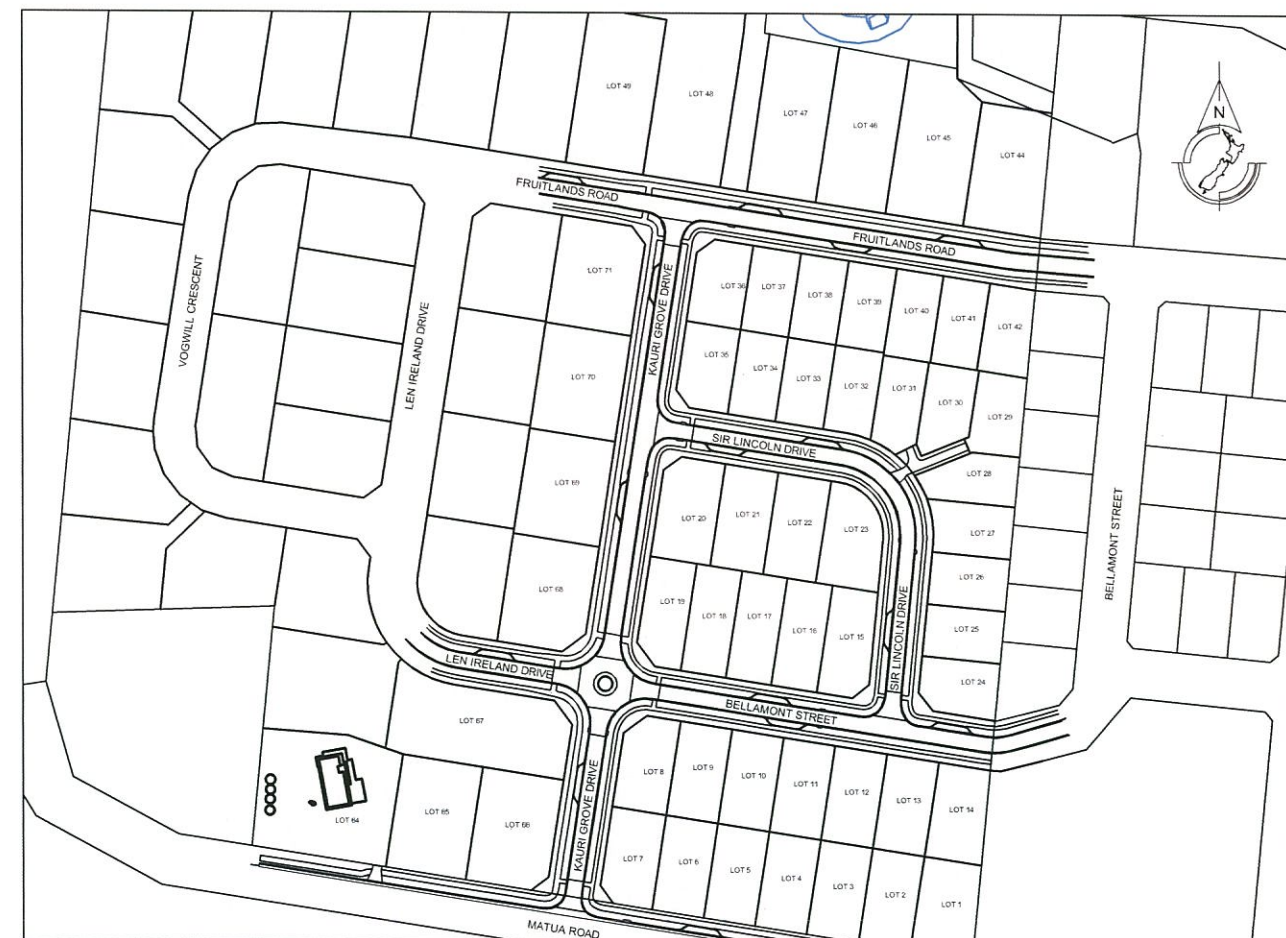 LOT 49
LOT 48
LOT 47
LOT 46
LOT 45
LOT 44
N
FRUITLANDS ROAD
FRUITLANDS ROAD
VOGWILL CRESCENT
LEN IRELAND DRIVE
KAURI GROVE DRIVE
LOT 71
LOT 36
LOT 37
LOT 38
LOT 39
LOT 40
LOT 41
LOT 42
LOT 70
LOT 35
LOT 34
LOT 33
LOT 32
LOT 31
LOT 30
LOT 29
SIR LINCOLN DRIVE
LOT 28
LOT 69
LOT 20
LOT 21
LOT 22
LOT 23
LOT 27
BELLAMONT STREET
LOT 26
LOT 68
LOT 19
LOT 18
LOT 17
LOT 16
LOT 15
SIR LINCOLN DRIVE
LOT 25
LOT 24
LEN IRELAND DRIVE
BELLAMONT STREET
LOT 67
LOT 8
LOT 9
LOT 10
LOT 11
LOT 12
LOT 13
LOT 14
LOT 64
LOT 65
LOT 66
KAURI GROVE DRIVE
LOT 7
LOT 6
LOT 5
LOT 4
LOT 3
LOT 2
LOT 1
MATUA ROAD